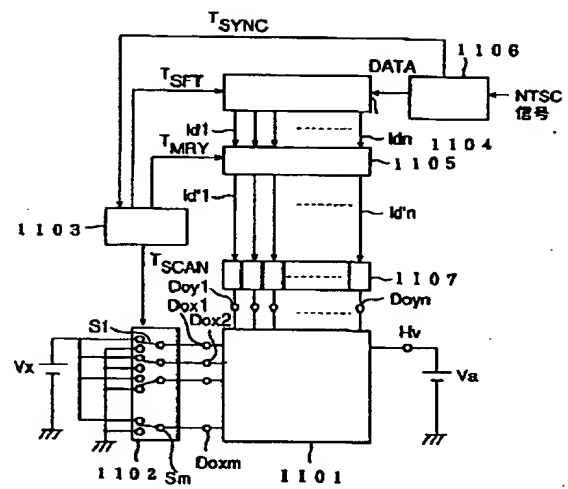 TSYNC
1106
DATA
TSFT
NTSC
信号
Id1
Idn
1104
TMRY
1105
Id'1
Id'n
1103
TSCAN
1107
Doy1
Doyn
Dox1
S1
Dox2
Hv
Vx
Va
1102
Sm
Doxm
1101